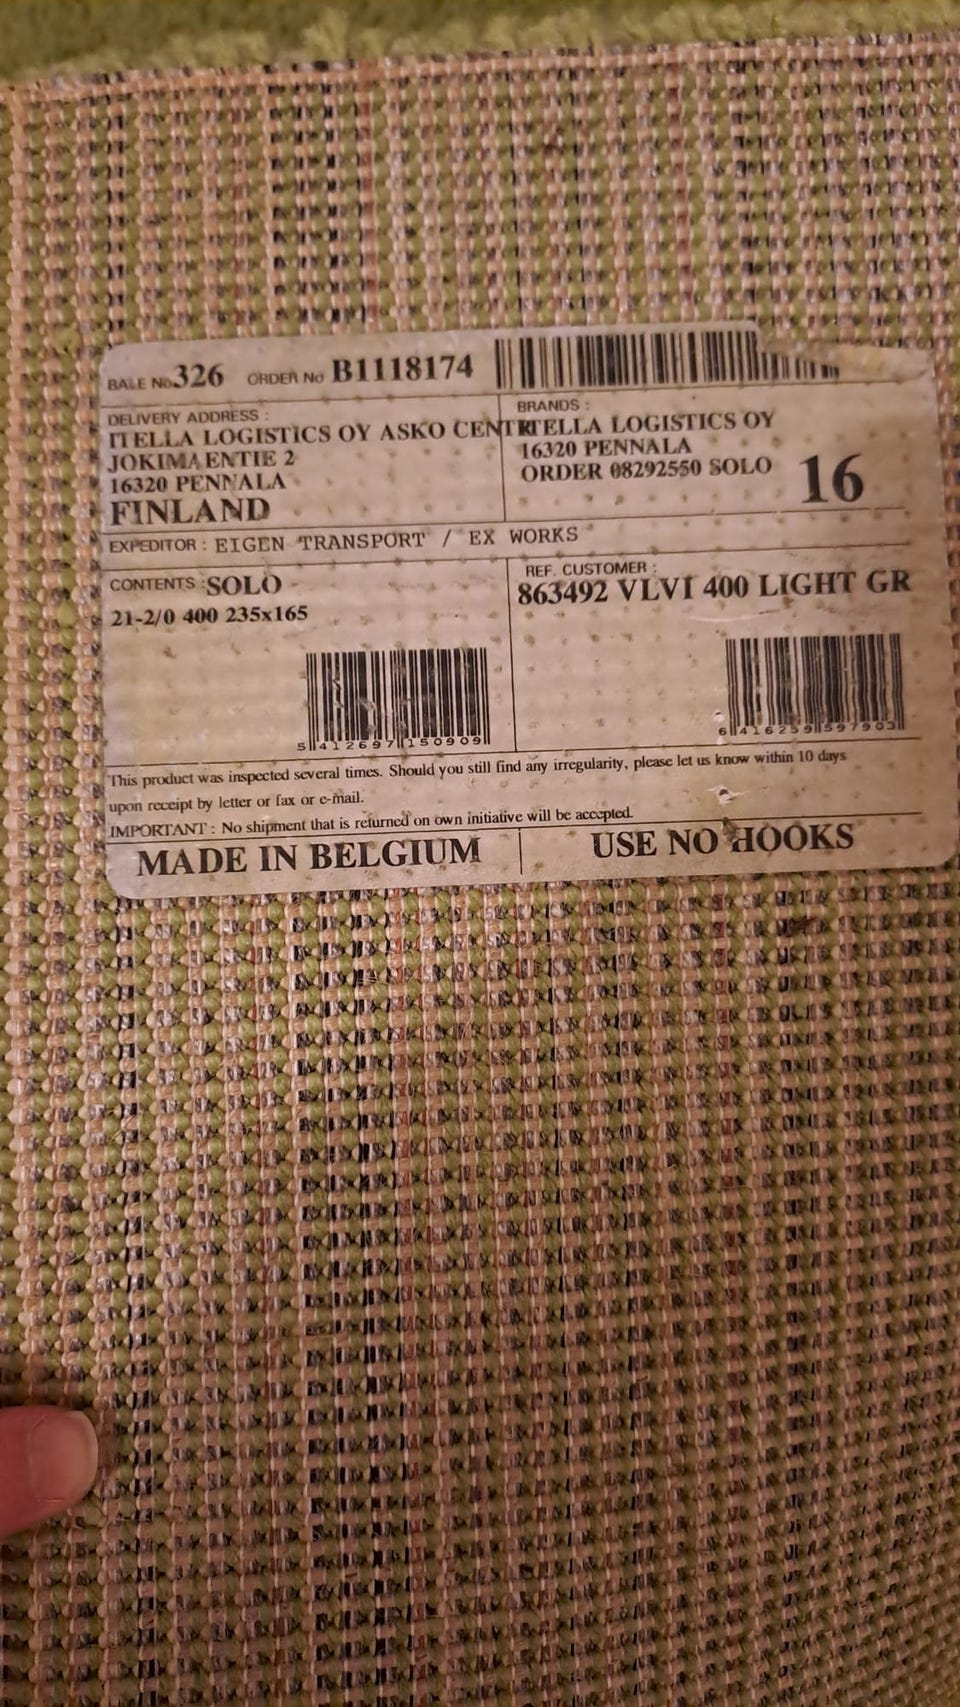 BALE No 326 ORDER No B1118174
DELIVERY ADDRESS :
ITELLA LOGISTICS OY ASKO CENTR
JOKIMAENTIE 2
16320 PENNALA
FINLAND
BRANDS :
ITELLA LOGISTICS OY
16320 PENNALA
ORDER 08292550 SOLO
16
EXPEDITOR : EIGEN TRANSPORT / EX WORKS
CONTENTS : SOLO
21-2/0 400 235x165
5 412697 150909
REF. CUSTOMER :
863492 VLVI 400 LIGHT GR
6 416259 597903
This product was inspected several times. Should you still find any irregularity, please let us know within 10 days
upon receipt by letter or fax or e-mail.
IMPORTANT : No shipment that is returned on own initiative will be accepted.
MADE IN BELGIUM
USE NO HOOKS